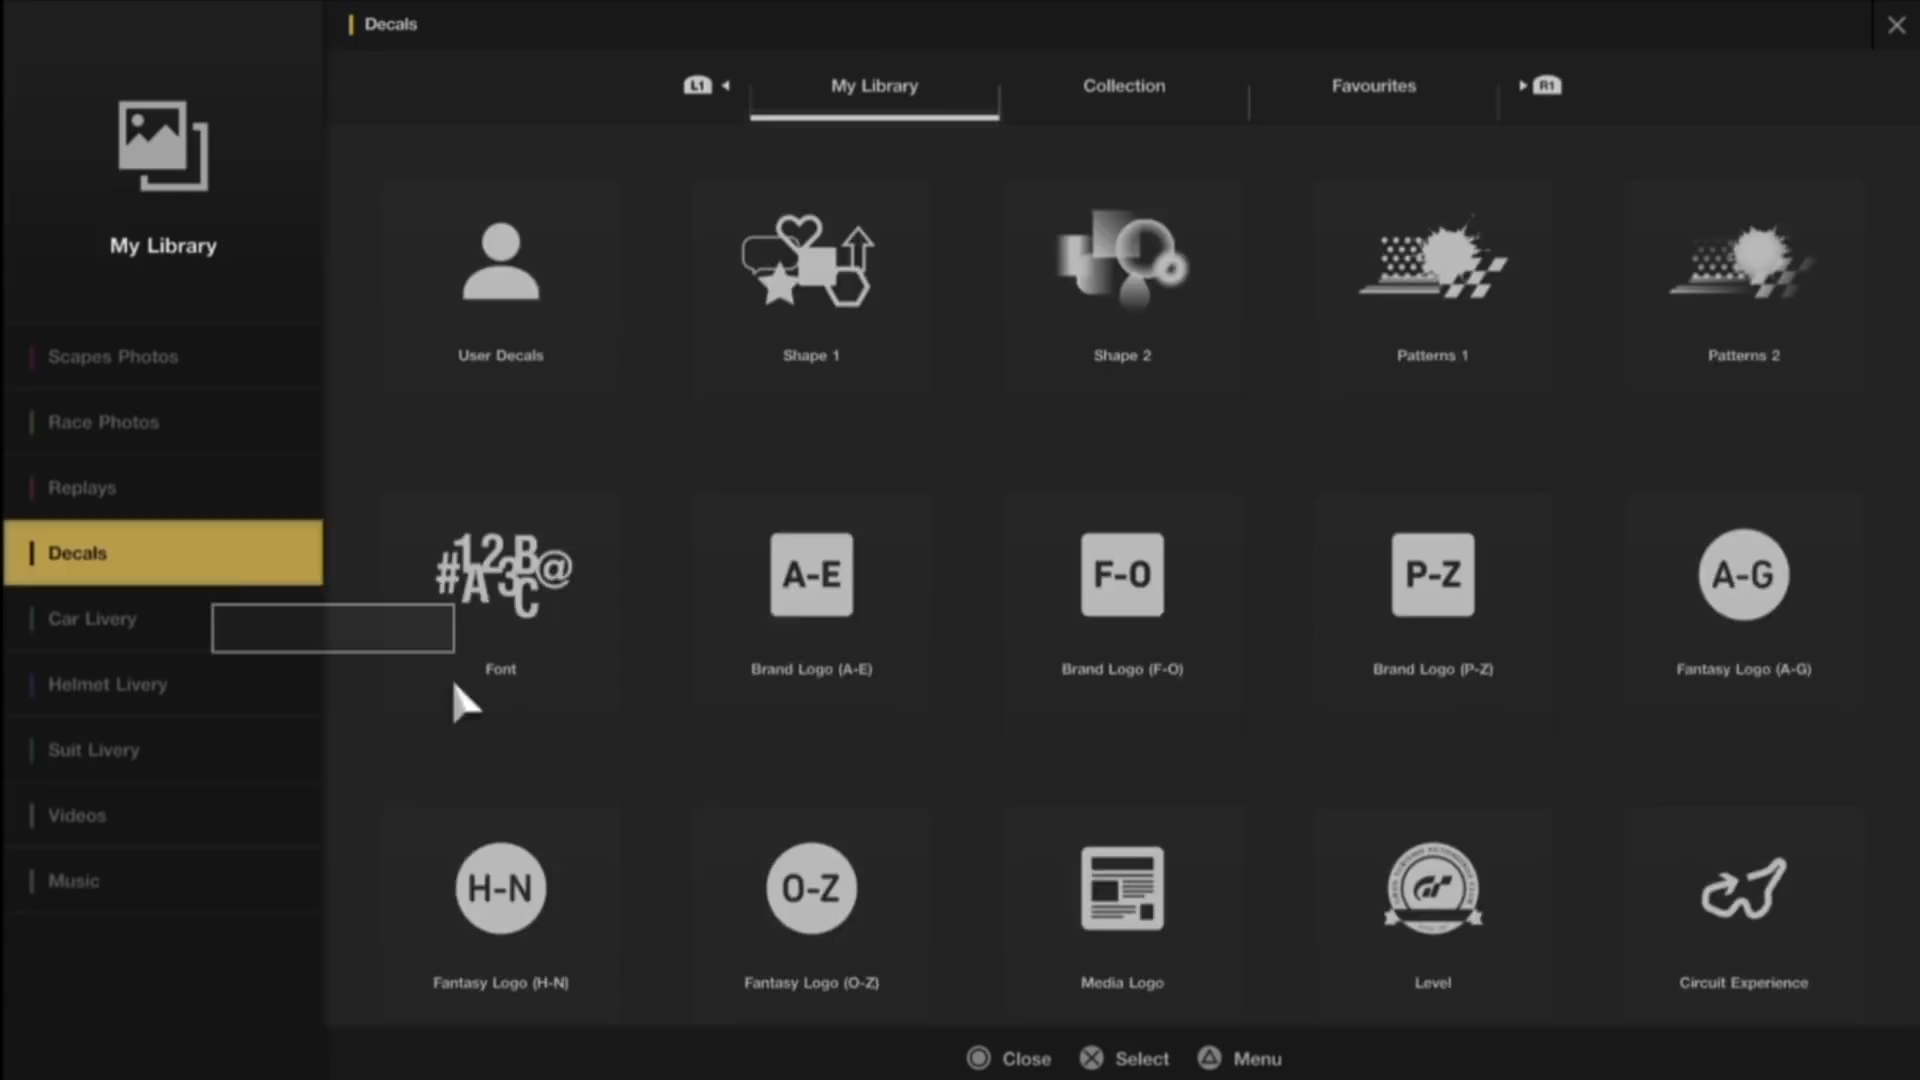 Decals
L1
My Library
Collection
Favourites
R1
My Library
Scapes Photos
Race Photos
Replays
Decals
Car Livery
Helmet Livery
Suit Livery
Videos
Music
User Decals
Shape 1
Shape 2
Patterns 1
Patterns 2
#123ABC@
Font
A-E
Brand Logo (A-E)
F-O
Brand Logo (F-O)
P-Z
Brand Logo (P-Z)
A-G
Fantasy Logo (A-G)
H-N
Fantasy Logo (H-N)
O-Z
Fantasy Logo (O-Z)
Media Logo
Level
Circuit Experience
Close
Select
Menu